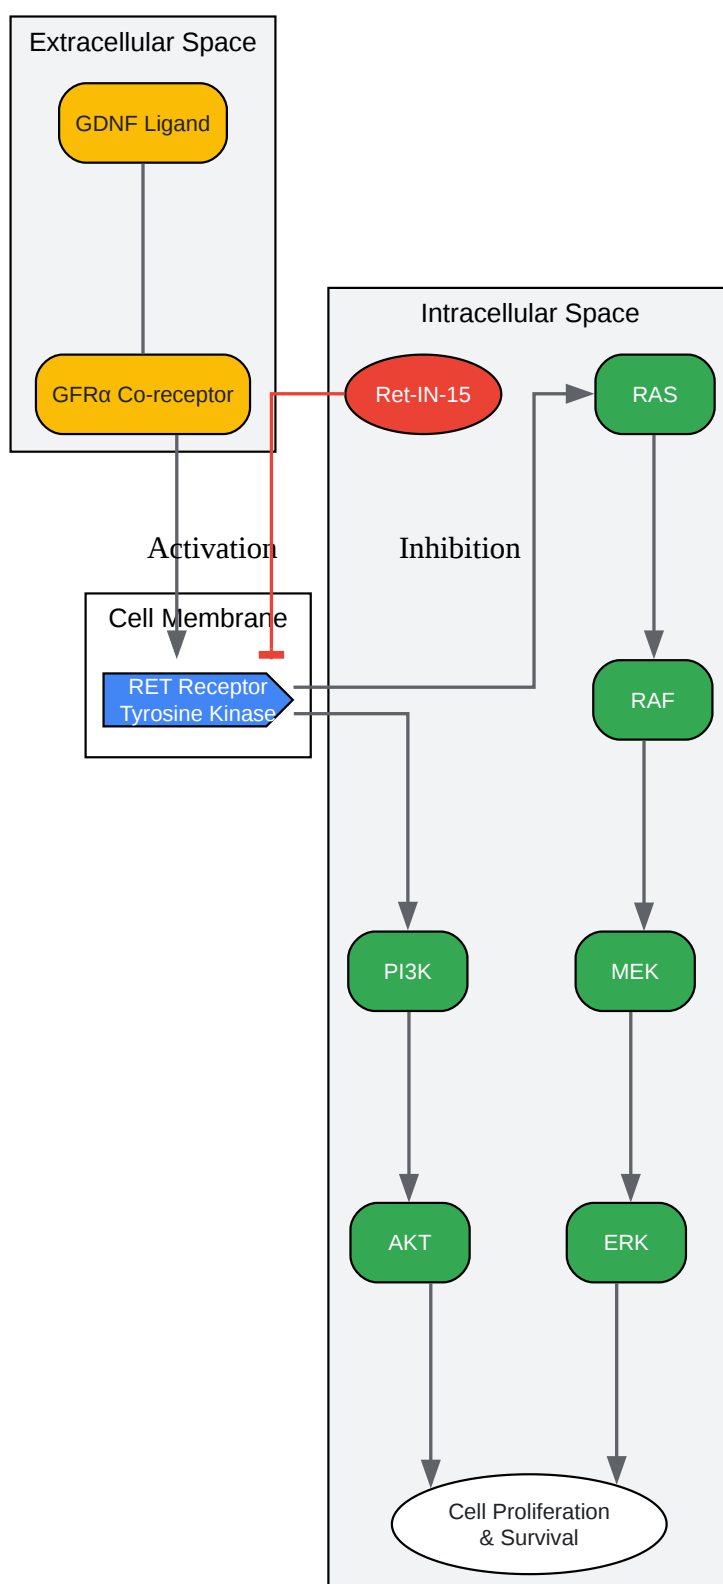 Extracellular Space
GDNF Ligand
Intracellular Space
GFRα Co-receptor
Ret-IN-15
RAS
Activation
Inhibition
Cell Membrane
RET Receptor
Tyrosine Kinase
RAF
PI3K
MEK
AKT
ERK
Cell Proliferation
& Survival